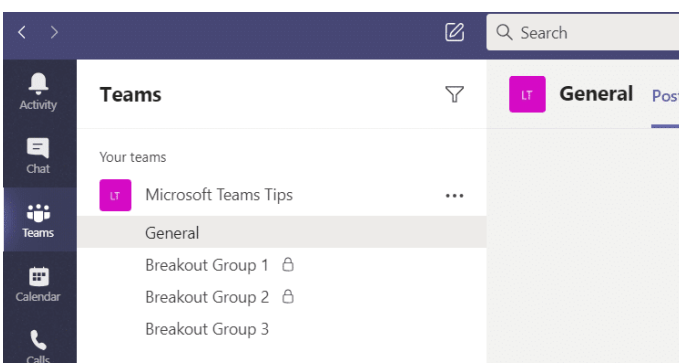 Search
Activity
Chat
Teams
Calendar
Calls
Teams
Your teams
LT Microsoft Teams Tips
General
Breakout Group 1
Breakout Group 2
Breakout Group 3
LT General Post